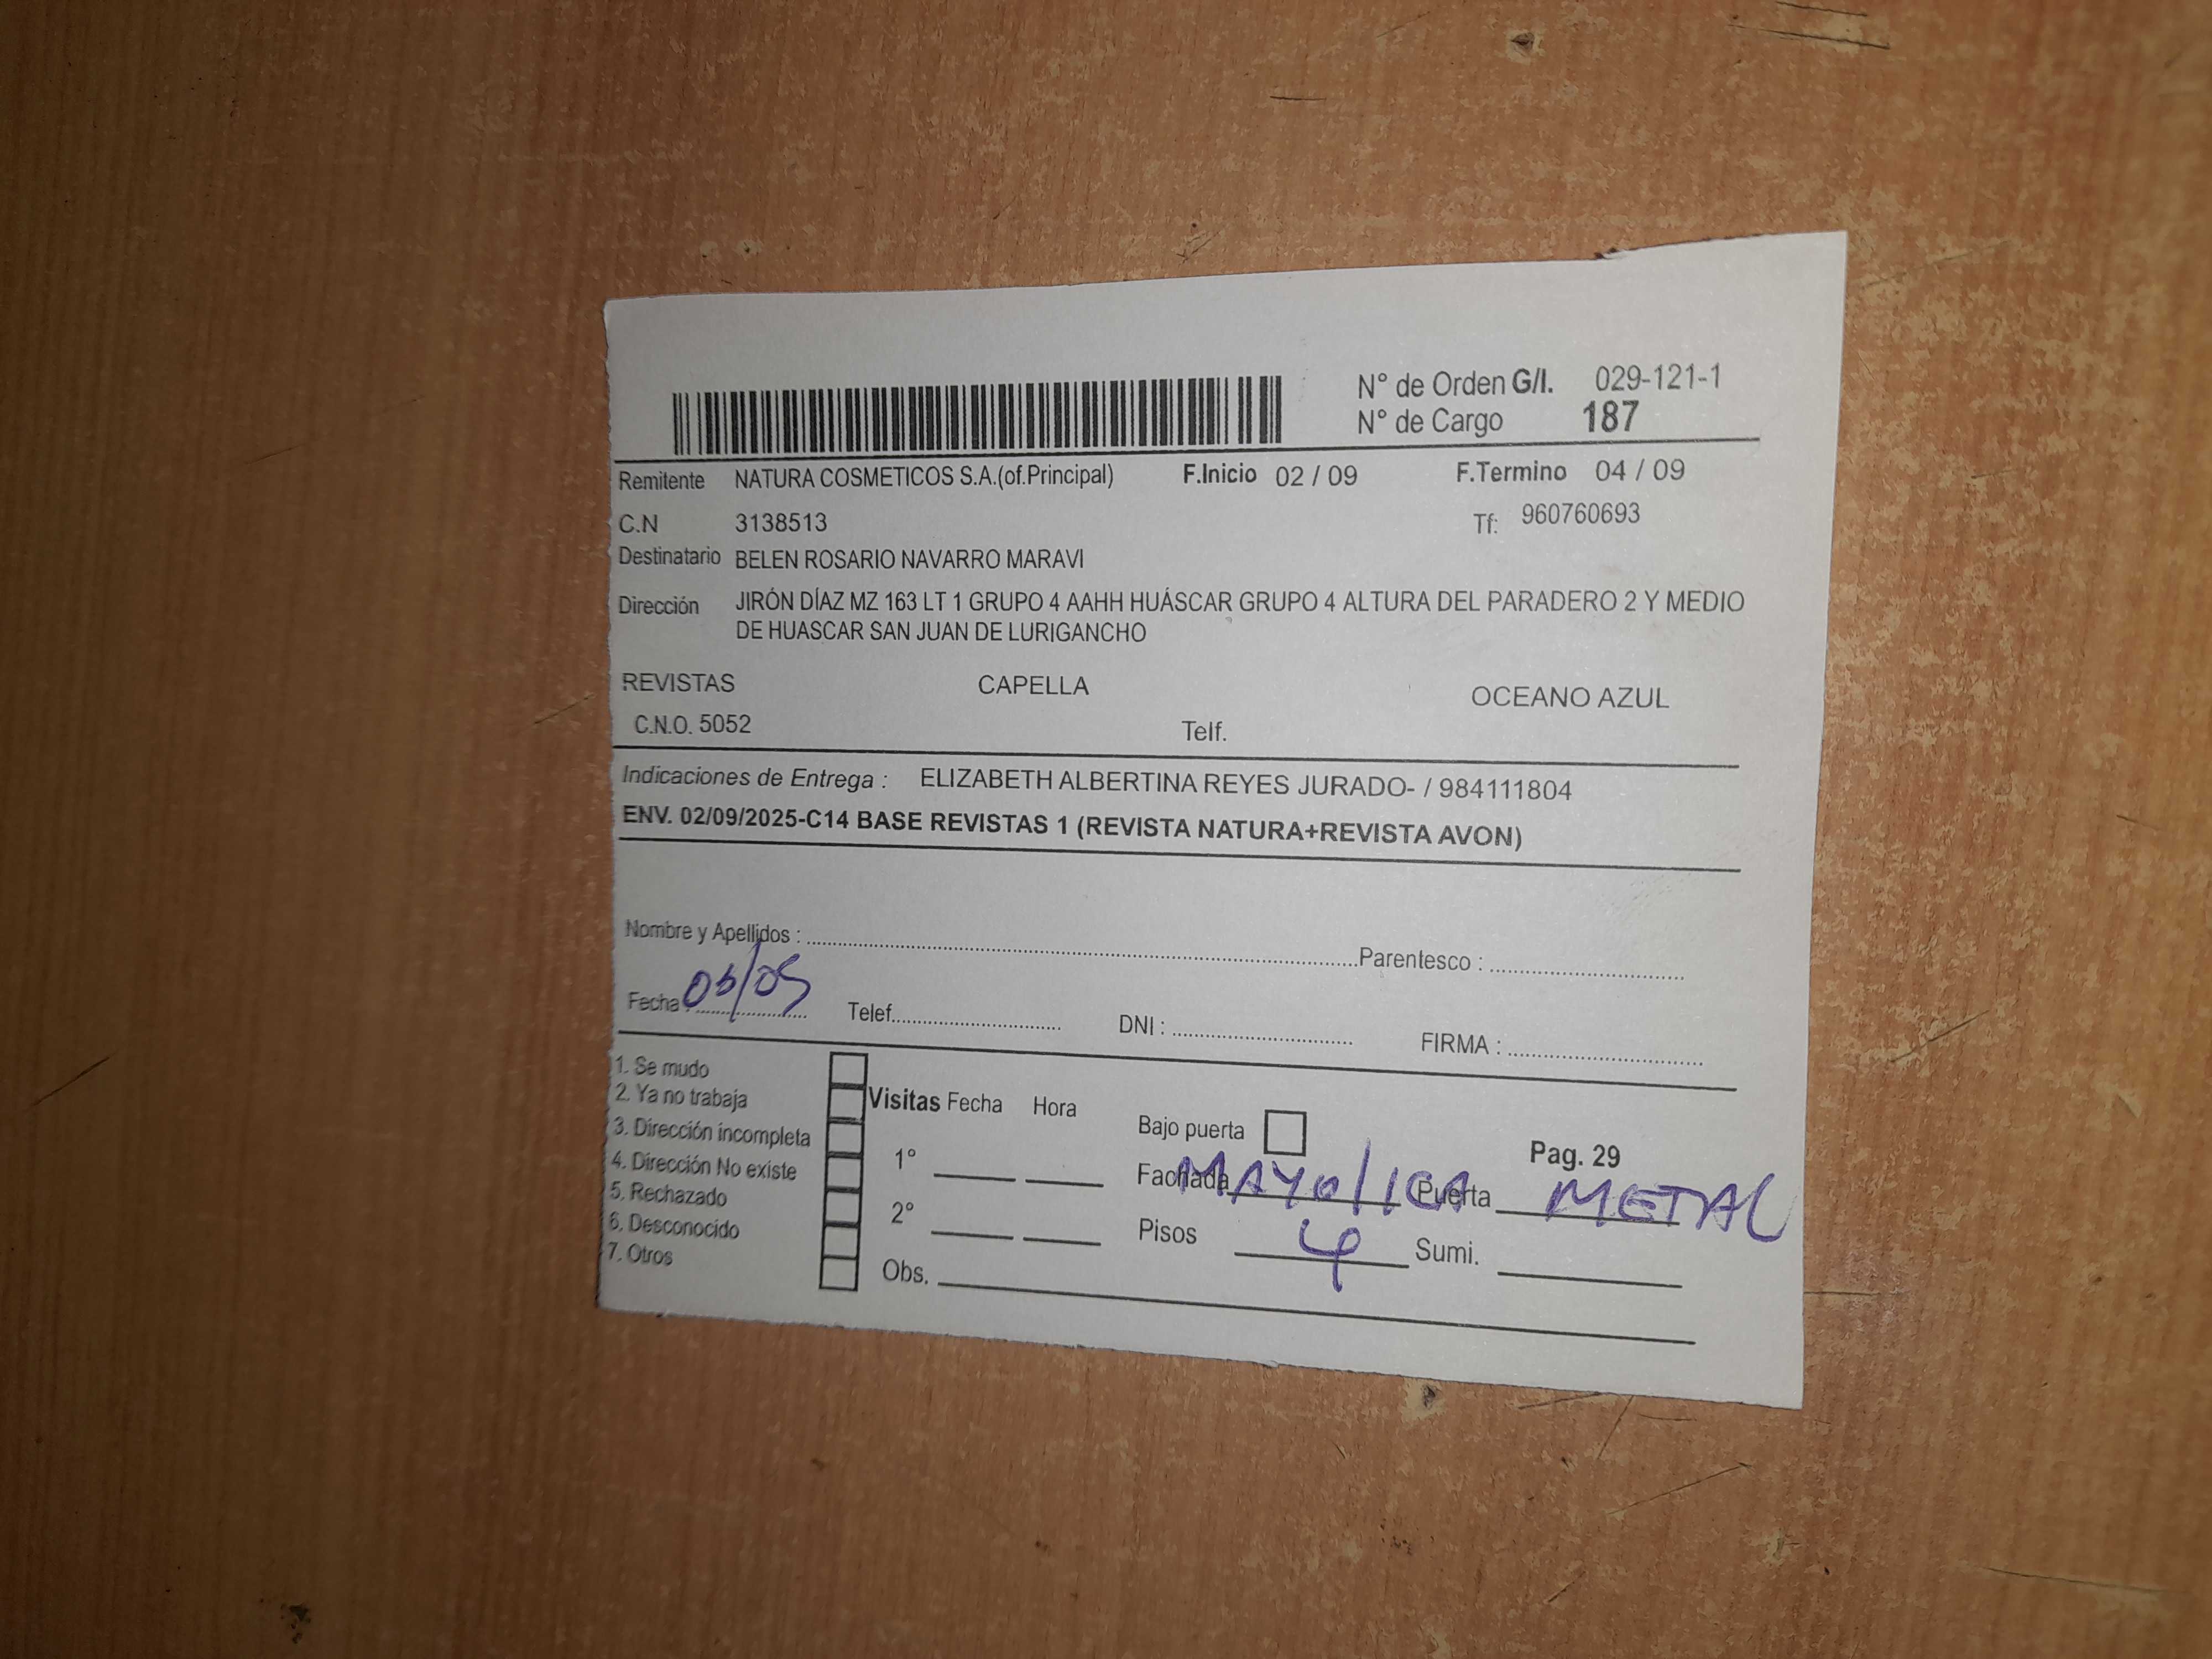 N° de Orden G/I. 029-121-1
N° de Cargo 187
Remitente NATURA COSMETICOS S.A.(of.Principal) F.Inicio 02 / 09 F.Termino 04 / 09
C.N 3138513 Tf: 960760693
Destinatario BELEN ROSARIO NAVARRO MARAVI
Dirección JIRÓN DÍAZ MZ 163 LT 1 GRUPO 4 AAHH HUÁSCAR GRUPO 4 ALTURA DEL PARADERO 2 Y MEDIO
DE HUASCAR SAN JUAN DE LURIGANCHO
REVISTAS CAPELLA OCEANO AZUL
C.N.O. 5052 Telf.
Indicaciones de Entrega : ELIZABETH ALBERTINA REYES JURADO- / 984111804
ENV. 02/09/2025-C14 BASE REVISTAS 1 (REVISTA NATURA+REVISTA AVON)
Nombre y Apellidos : Parentesco :
Fecha : Telef. DNI : FIRMA :
1. Se mudo
2. Ya no trabaja Visitas Fecha Hora
3. Dirección incompleta Bajo puerta Pag. 29
4. Dirección No existe 1° Fachada MAYO/ICA Puerta METAL
5. Rechazado
6. Desconocido 2° Pisos 4 Sumi.
7. Otros Obs.